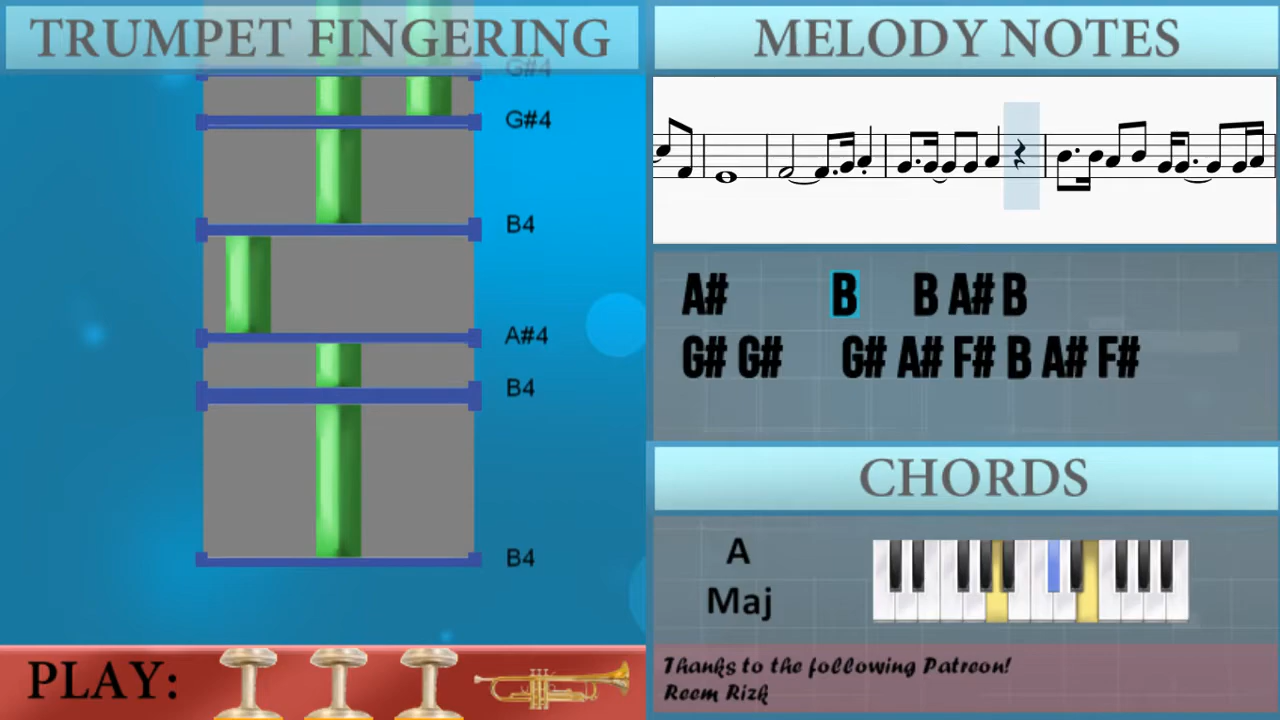 TRUMPET FINGERING
G#4
G#4
B4
A#4
B4
B4
PLAY:
MELODY NOTES
A# B B A# B
G# G# G# A# F# B A# F#
CHORDS
A
Maj
Thanks to the following Patreon!
Reem Rizk